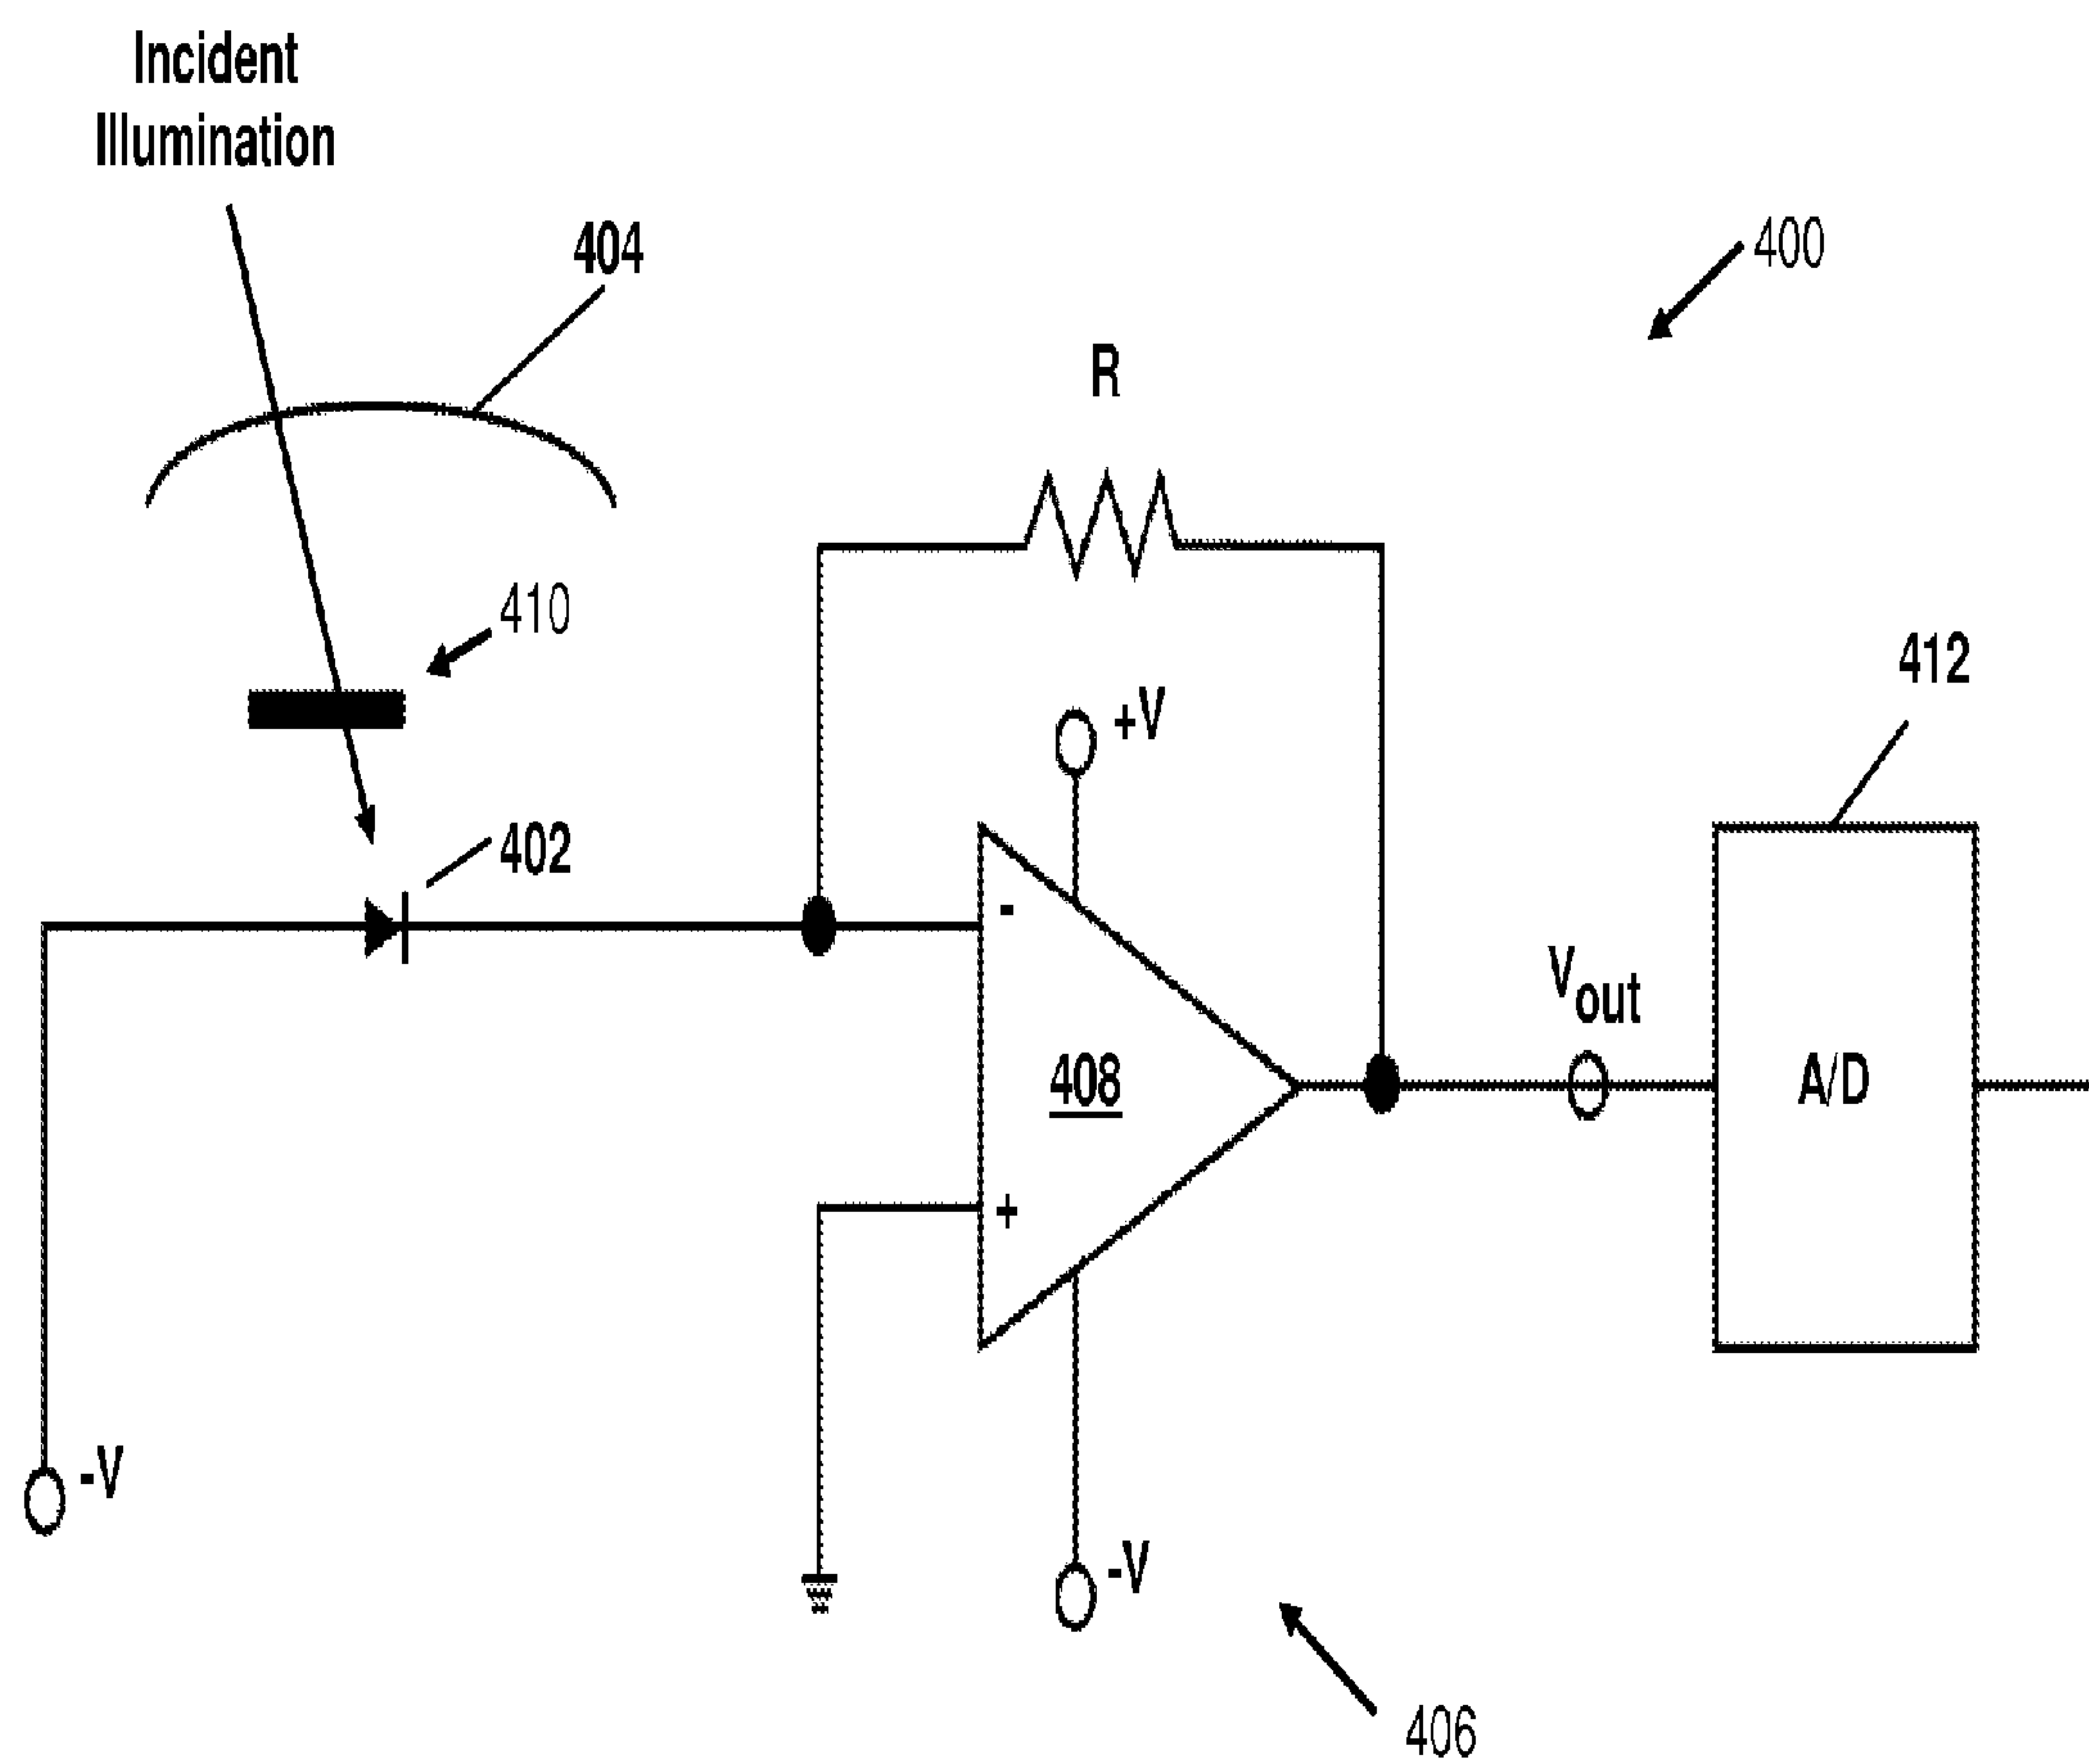 Incident
Illumination
404
400
R
410
412
+V
402
-
Vout
408
A/D
+
-V
-V
406